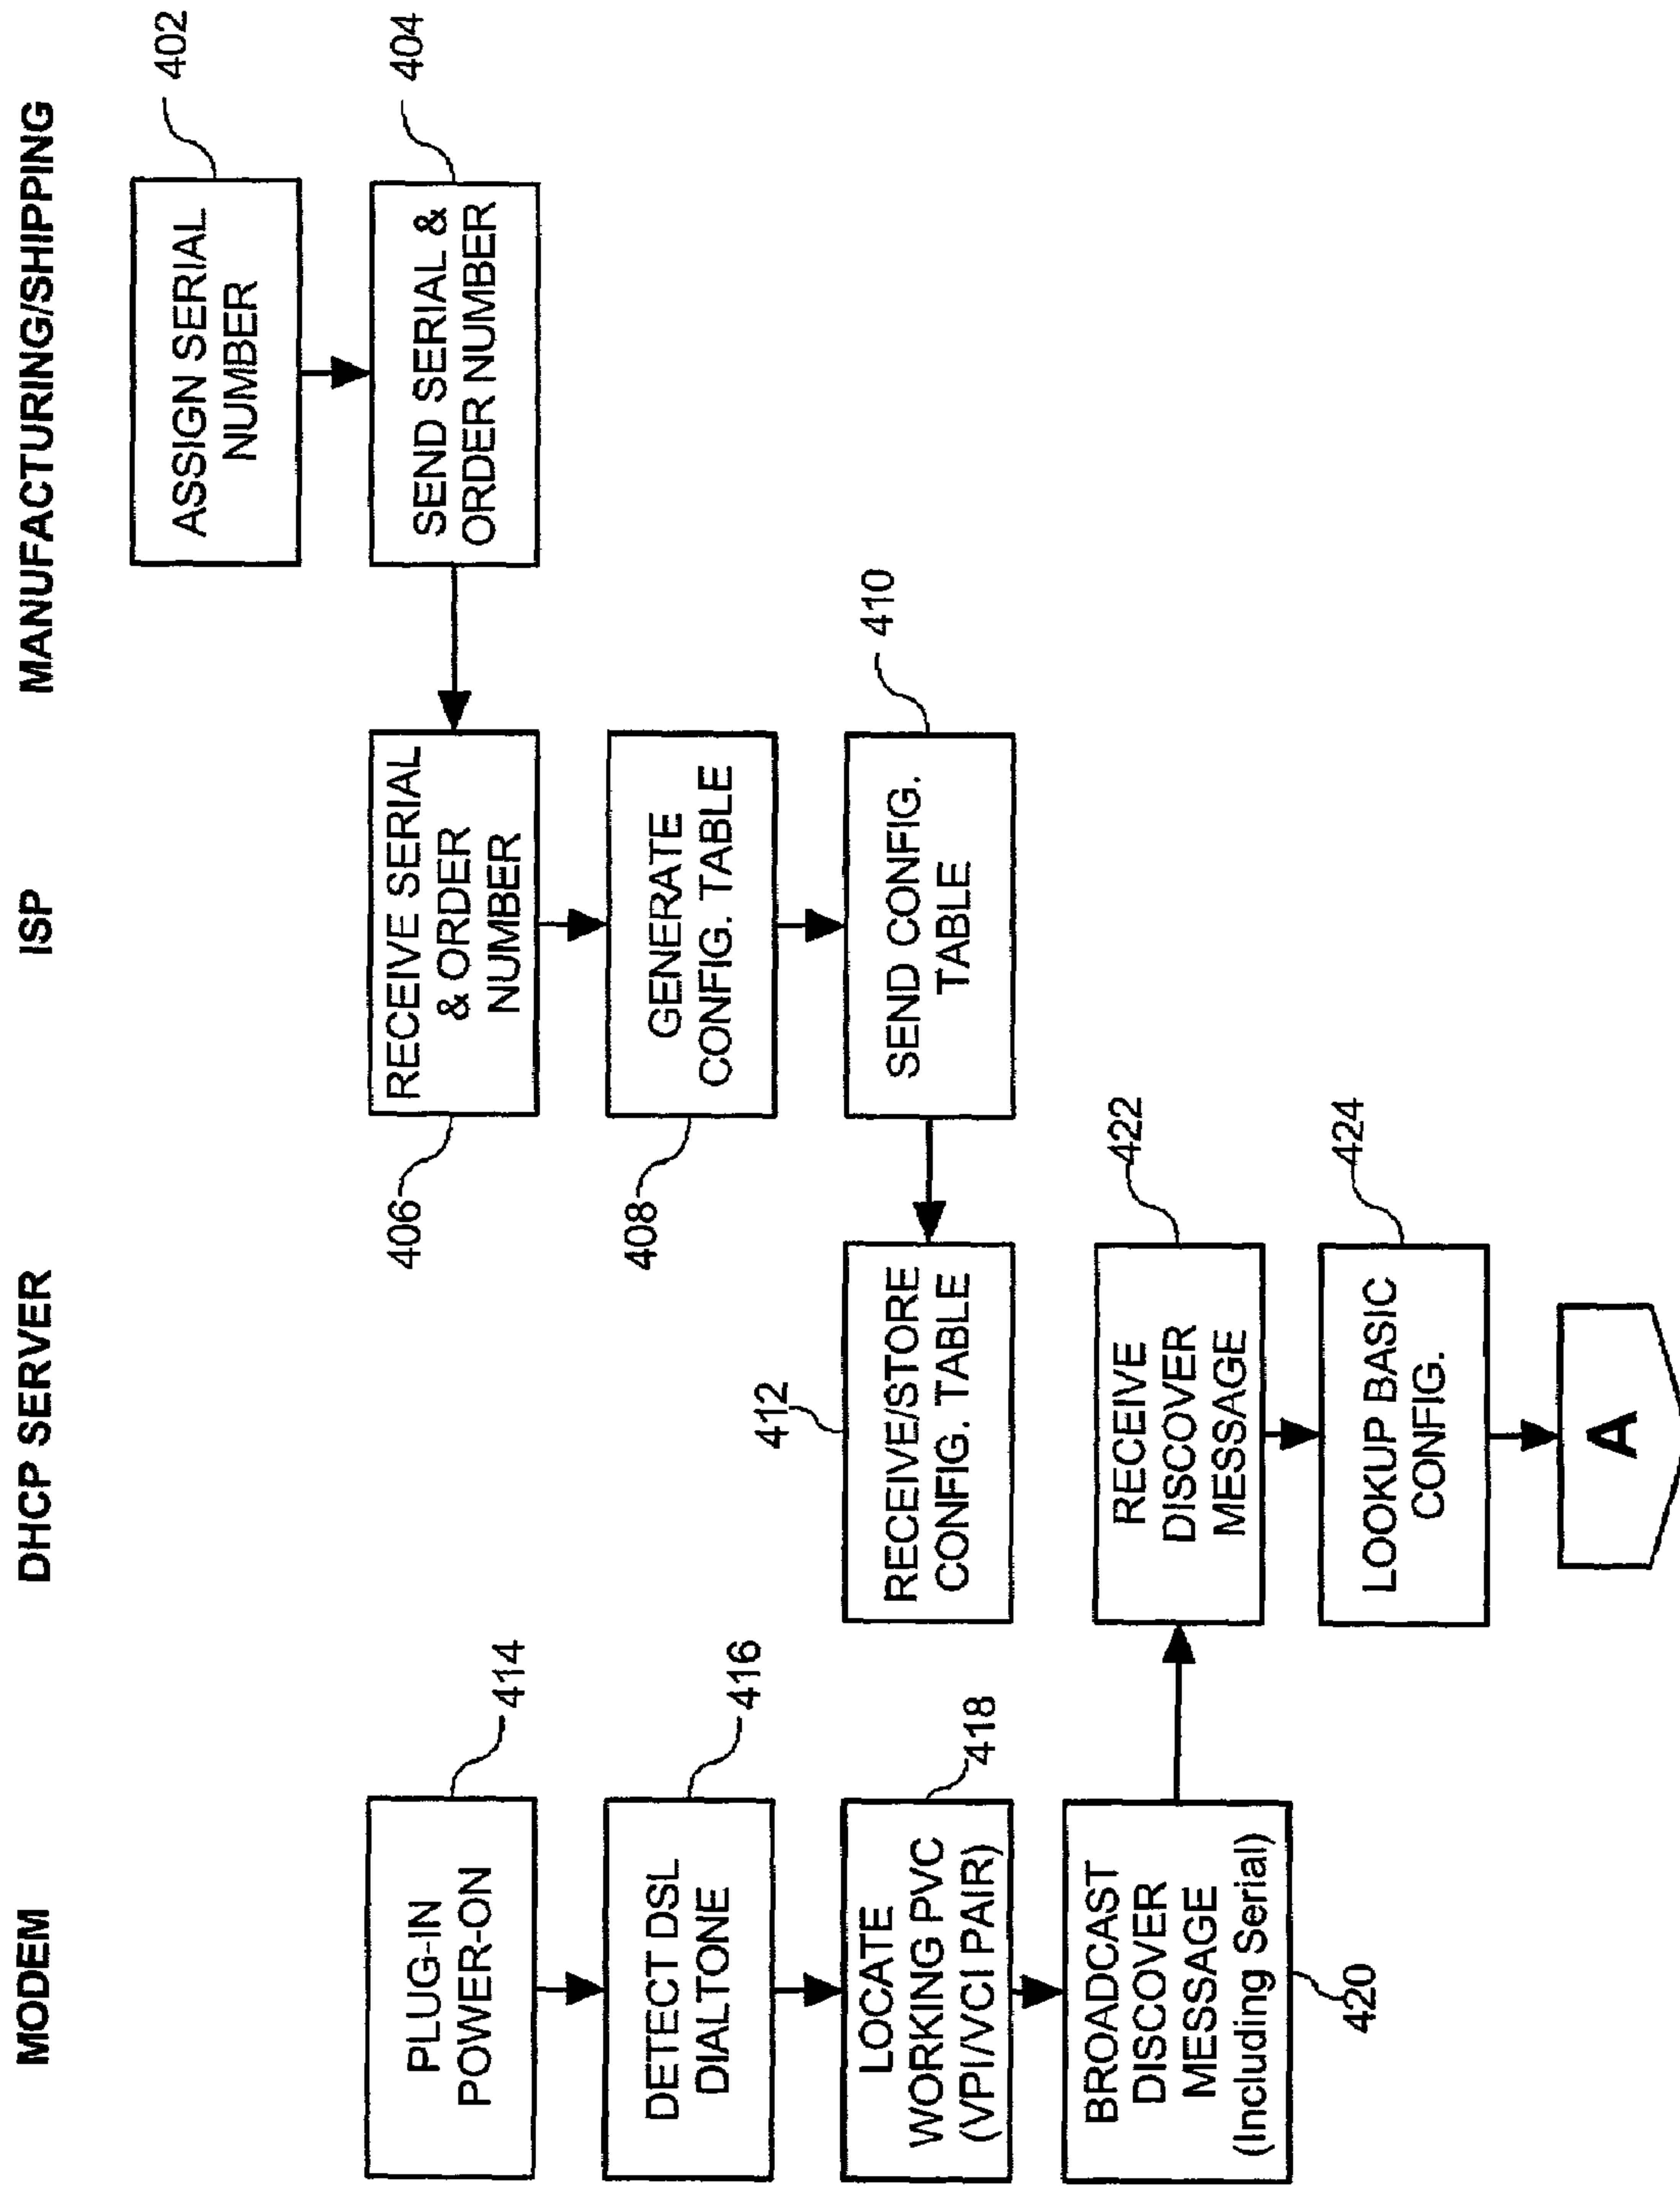 MODEM
DHCP SERVER
ISP
MANUFACTURING/SHIPPING
ASSIGN SERIAL
NUMBER
402
SEND SERIAL &
ORDER NUMBER
404
RECEIVE SERIAL
& ORDER
NUMBER
406
GENERATE
CONFIG. TABLE
408
SEND CONFIG.
TABLE
410
RECEIVE/STORE
CONFIG. TABLE
412
PLUG-IN
POWER-ON
414
DETECT DSL
DIALTONE
416
LOCATE
WORKING PVC
(VPI/VCI PAIR)
418
BROADCAST
DISCOVER
MESSAGE
(Including Serial)
420
RECEIVE
DISCOVER
MESSAGE
422
LOOKUP BASIC
CONFIG.
424
A